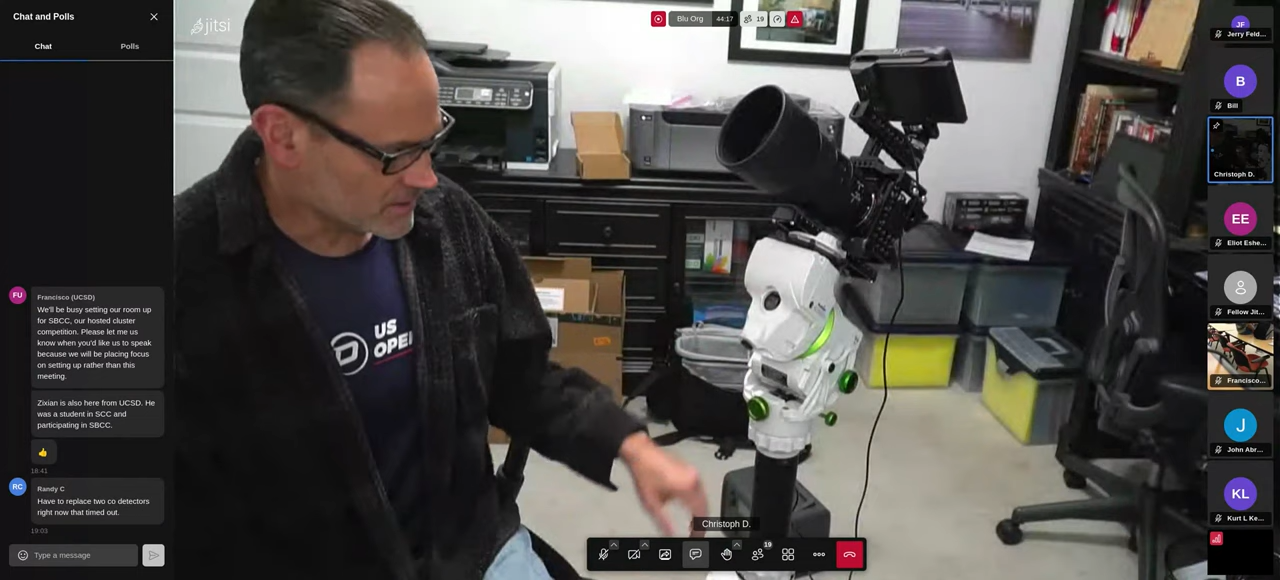 Chat and Polls
jitsi
Blu Org
44:17
19
Chat
Polls
Francisco (UCSD)
We'll be busy setting our room up
for SBCC, our hosted cluster
competition. Please let me us
know when you'd like us to speak
because we will be placing focus
on setting up rather than this
meeting.
Zixian is also here from UCSD. He
was a student in SCC and
participating in SBCC.
18:41
Randy C
Have to replace two co detectors
right now that timed out.
19:03
Type a message
FU
RC
US
OPE
Christoph D.
19
JF
Jerry Feld...
B
Bill
Christoph D.
EE
Eliot Eshe...
Fellow Jit...
Francisco...
J
John Abr...
KL
Kurt L Ke...